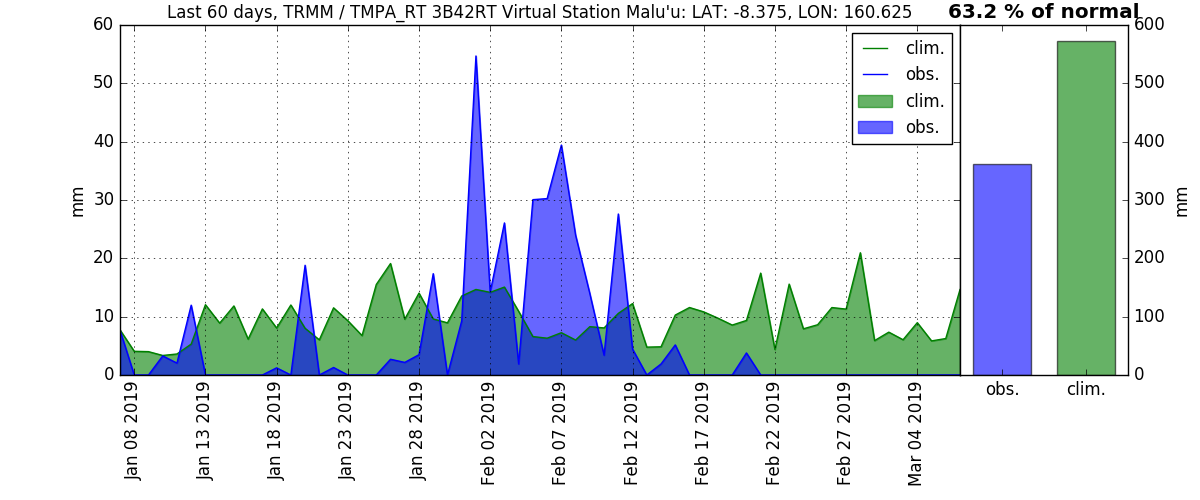 Last 60 days, TRMM / TMPA_RT 3B42RT Virtual Station Malu'u: LAT: -8.375, LON: 160.625
63.2 % of normal
60
50
40
30
20
10
0
mm
clim.
obs.
clim.
obs.
600
500
400
300
200
100
0
mm
obs.
clim.
Jan 08 2019
Jan 13 2019
Jan 18 2019
Jan 23 2019
Jan 28 2019
Feb 02 2019
Feb 07 2019
Feb 12 2019
Feb 17 2019
Feb 22 2019
Feb 27 2019
Mar 04 2019